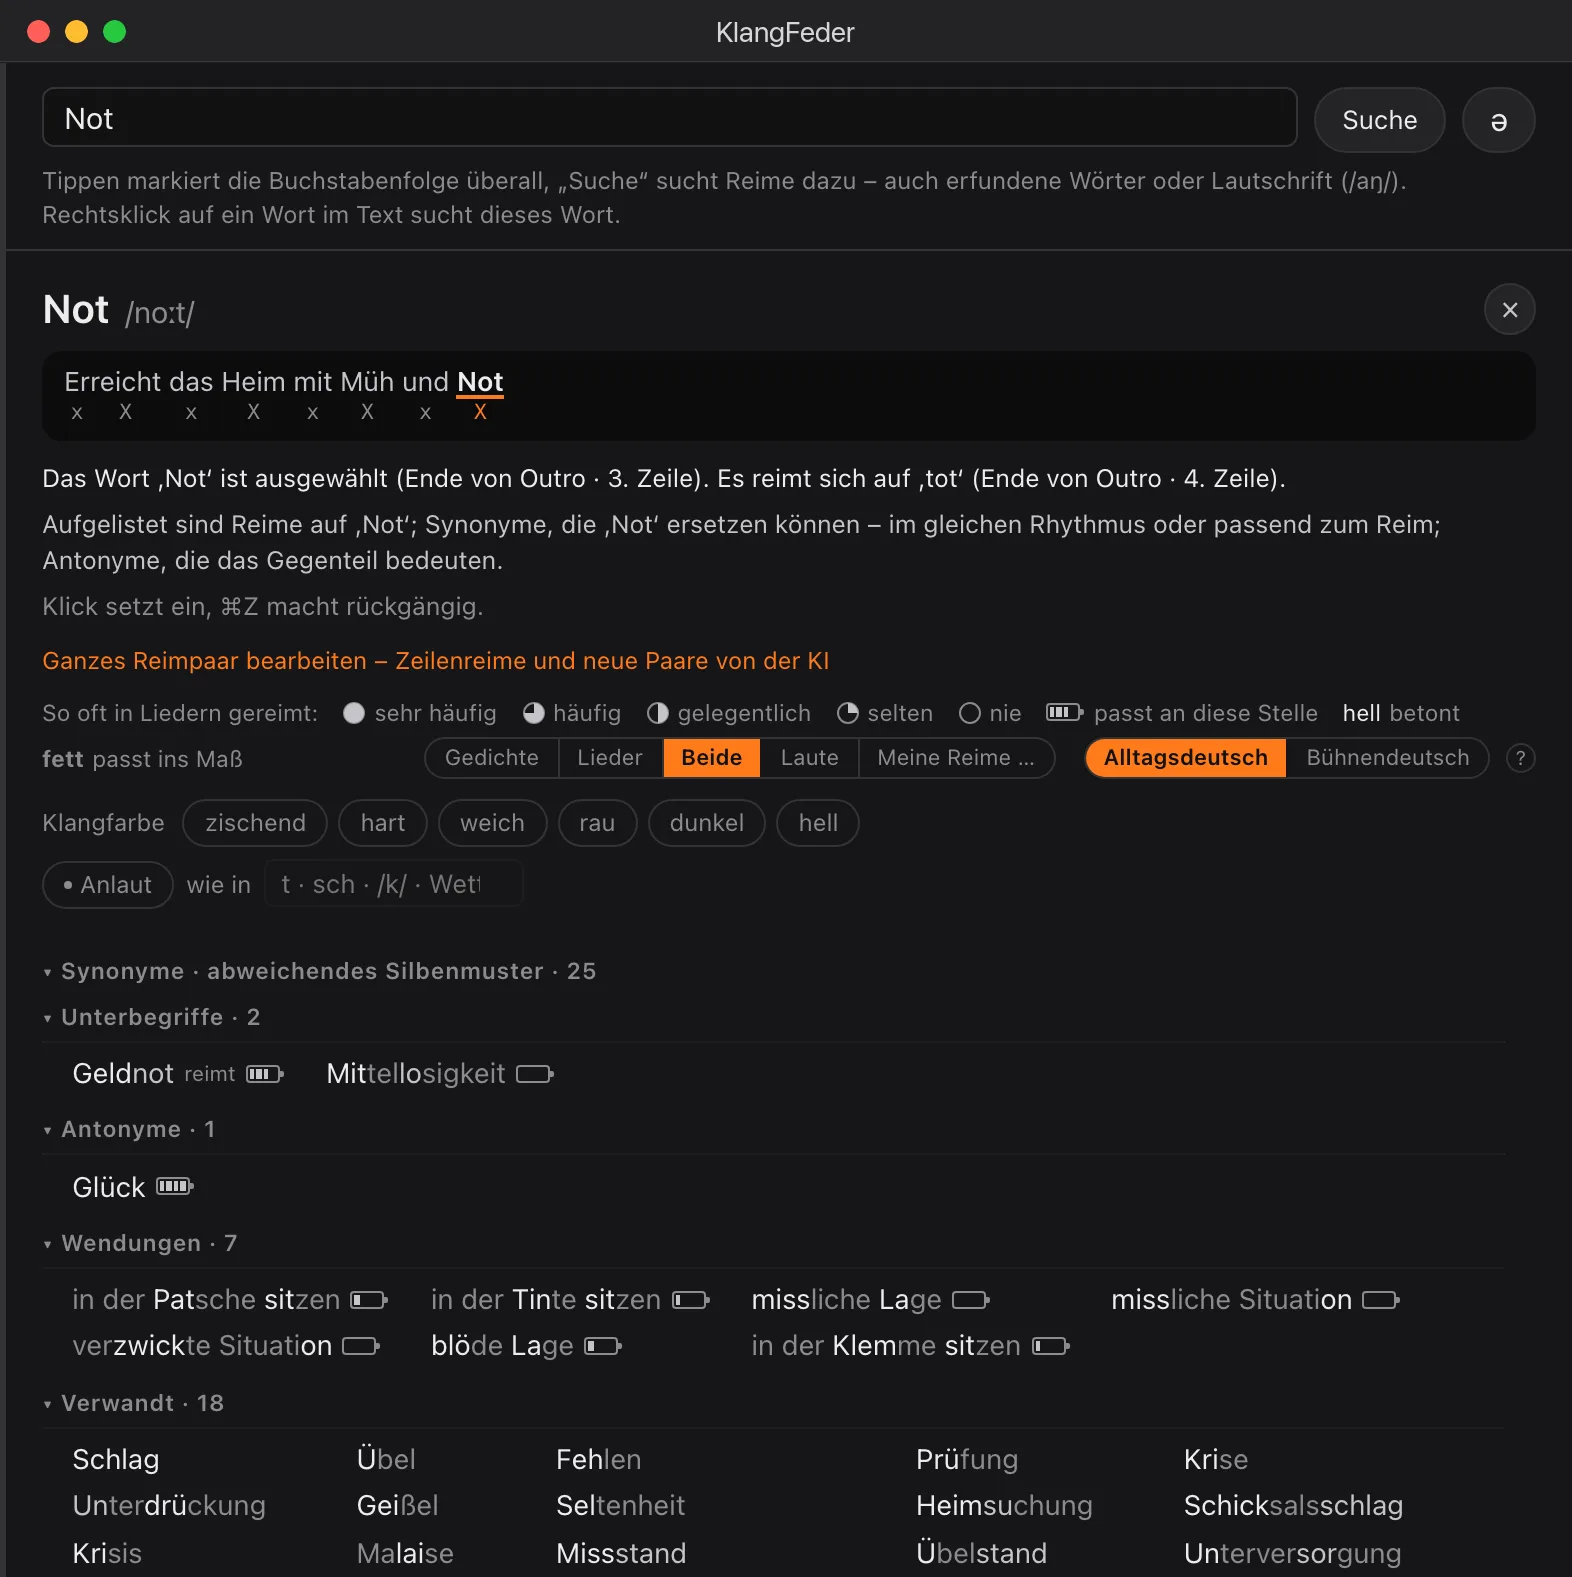 KlangFeder
Not Suche ə
Tippen markiert die Buchstabenfolge überall, „Suche“ sucht Reime dazu – auch erfundene Wörter oder Lautschrift (/aŋ/).
Rechtsklick auf ein Wort im Text sucht dieses Wort.
Not /noːt/ ×
Erreicht das Heim mit Müh und Not
x X x X x X x X
Das Wort ‚Not‘ ist ausgewählt (Ende von Outro · 3. Zeile). Es reimt sich auf ‚tot‘ (Ende von Outro · 4. Zeile).
Aufgelistet sind Reime auf ‚Not‘; Synonyme, die ‚Not‘ ersetzen können – im gleichen Rhythmus oder passend zum Reim;
Antonyme, die das Gegenteil bedeuten.
Klick setzt ein, ⌘Z macht rückgängig.
Ganzes Reimpaar bearbeiten – Zeilenreime und neue Paare von der KI
So oft in Liedern gereimt: sehr häufig häufig gelegentlich selten nie passt an diese Stelle hell betont
fett passt ins Maß Gedichte Lieder Beide Laute Meine Reime ... Alltagsdeutsch Bühnendeutsch ?
Klangfarbe zischend hart weich rau dunkel hell
• Anlaut wie in t · sch · /k/ · Wett
▾ Synonyme · abweichendes Silbenmuster · 25
▾ Unterbegriffe · 2
Geldnot reimt Mittellosigkeit
▾ Antonyme · 1
Glück
▾ Wendungen · 7
in der Patsche sitzen in der Tinte sitzen missliche Lage missliche Situation
verzwickte Situation blöde Lage in der Klemme sitzen
▾ Verwandt · 18
Schlag Übel Fehlen Prüfung Krise
Unterdrückung Geißel Seltenheit Heimsuchung Schicksalsschlag
Krisis Malaise Missstand Übelstand Unterversorgung